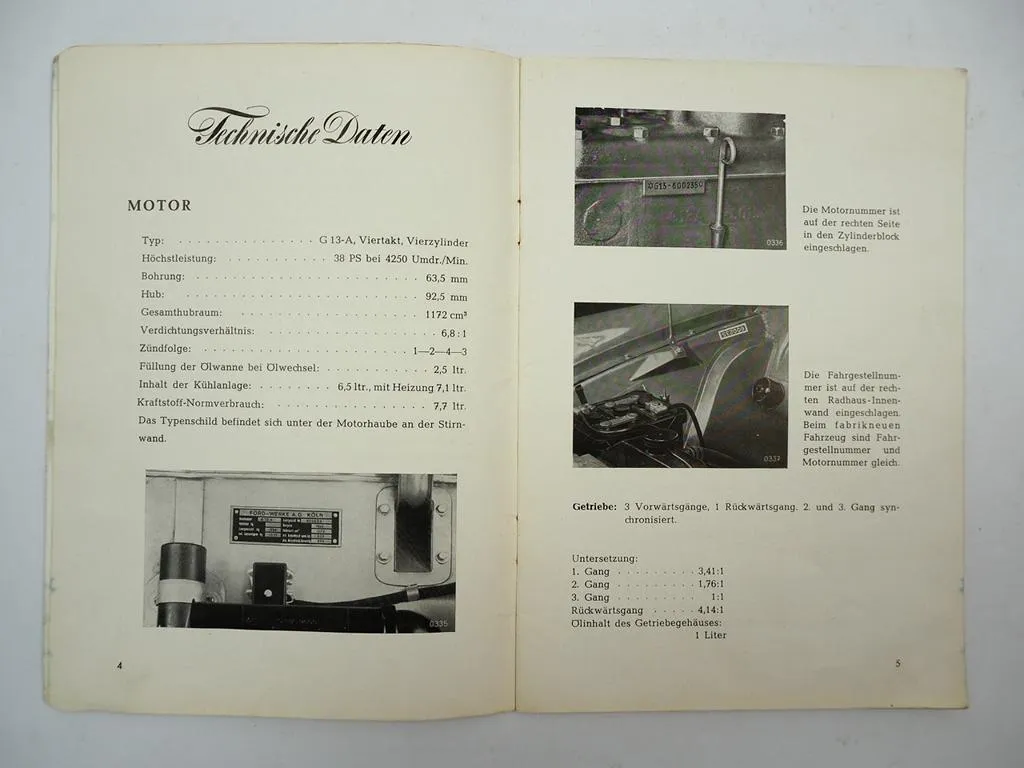 Technische Daten
MOTOR
Typ: . . . . . . . . . . . . . . . G 13-A, Viertakt, Vierzylinder
Höchstleistung: . . . . . . . . . . . 38 PS bei 4250 Umdr./Min.
Bohrung: . . . . . . . . . . . . . . . . . . . . . . . . . 63,5 mm
Hub: . . . . . . . . . . . . . . . . . . . . . . . . . . . 92,5 mm
Gesamthubraum: . . . . . . . . . . . . . . . . . . . . 1172 cm³
Verdichtungsverhältnis: . . . . . . . . . . . . . . . . . . . 6,8 : 1
Zündfolge: . . . . . . . . . . . . . . . . . . . . . . 1—2—4—3
Füllung der Ölwanne bei Ölwechsel: . . . . . . . . . . . 2,5 ltr.
Inhalt der Kühlanlage: . . . . . . . . 6,5 ltr., mit Heizung 7,1 ltr.
Kraftstoff-Normverbrauch: . . . . . . . . . . . . . . . . 7,7 ltr.
Das Typenschild befindet sich unter der Motorhaube an der Stirn-
wand.
FORD-WERKE A.G. KÖLN
0335
4
G13-600235
0336
Die Motornummer ist
auf der rechten Seite
in den Zylinderblock
eingeschlagen.
0337
Die Fahrgestellnum-
mer ist auf der rech-
ten Radhaus-Innen-
wand eingeschlagen.
Beim fabrikneuen
Fahrzeug sind Fahr-
gestellnummer und
Motornummer gleich.
Getriebe: 3 Vorwärtsgänge, 1 Rückwärtsgang. 2. und 3. Gang syn-
chronisiert.
Untersetzung:
1. Gang . . . . . . . . . 3,41:1
2. Gang . . . . . . . . . 1,76:1
3. Gang . . . . . . . . . 1:1
Rückwärtsgang . . . . . 4,14:1
Ölinhalt des Getriebegehäuses:
1 Liter
5